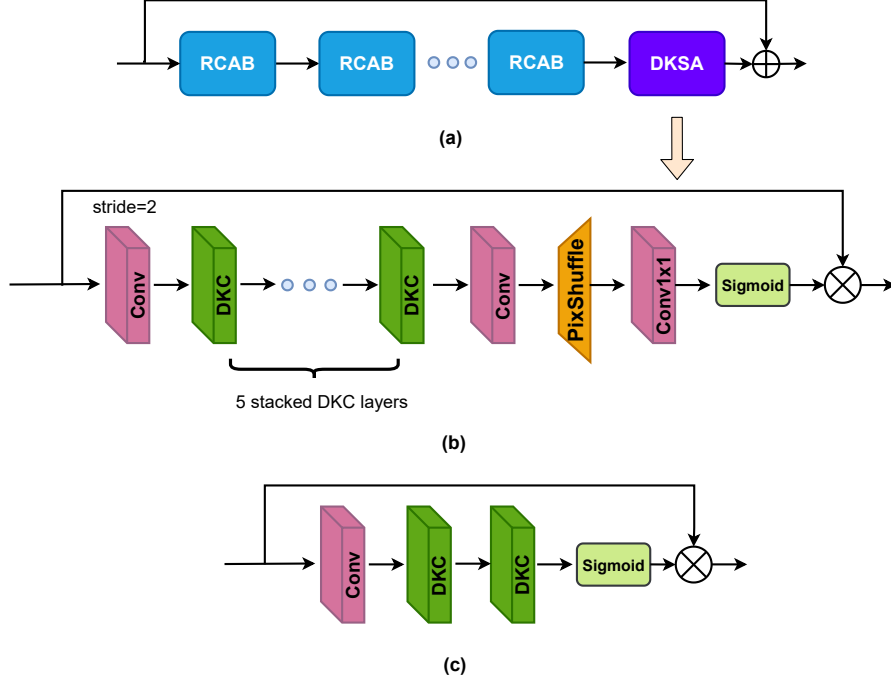 RCAB
RCAB
RCAB
DKSA
(a)
stride=2
Conv
DKC
DKC
Conv
PixShuffle
Conv1x1
Sigmoid
5 stacked DKC layers
(b)
Conv
DKC
DKC
Sigmoid
(c)